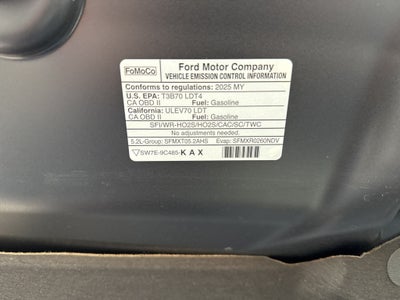 FoMoCo
Ford Motor Company
VEHICLE EMISSION CONTROL INFORMATION
Conforms to regulations: 2025 MY
U.S. EPA: T3B70 LDT4
CA OBD II Fuel: Gasoline
California: ULEV70 LDT
CA OBD II Fuel: Gasoline
SFI/WR-HO2S/HO2S/CAC/SC/TWC
No adjustments needed.
5.2L-Group: SFMXT05.2AHS Evap: SFMXR0260NDV
SW7E-9C485-KAX